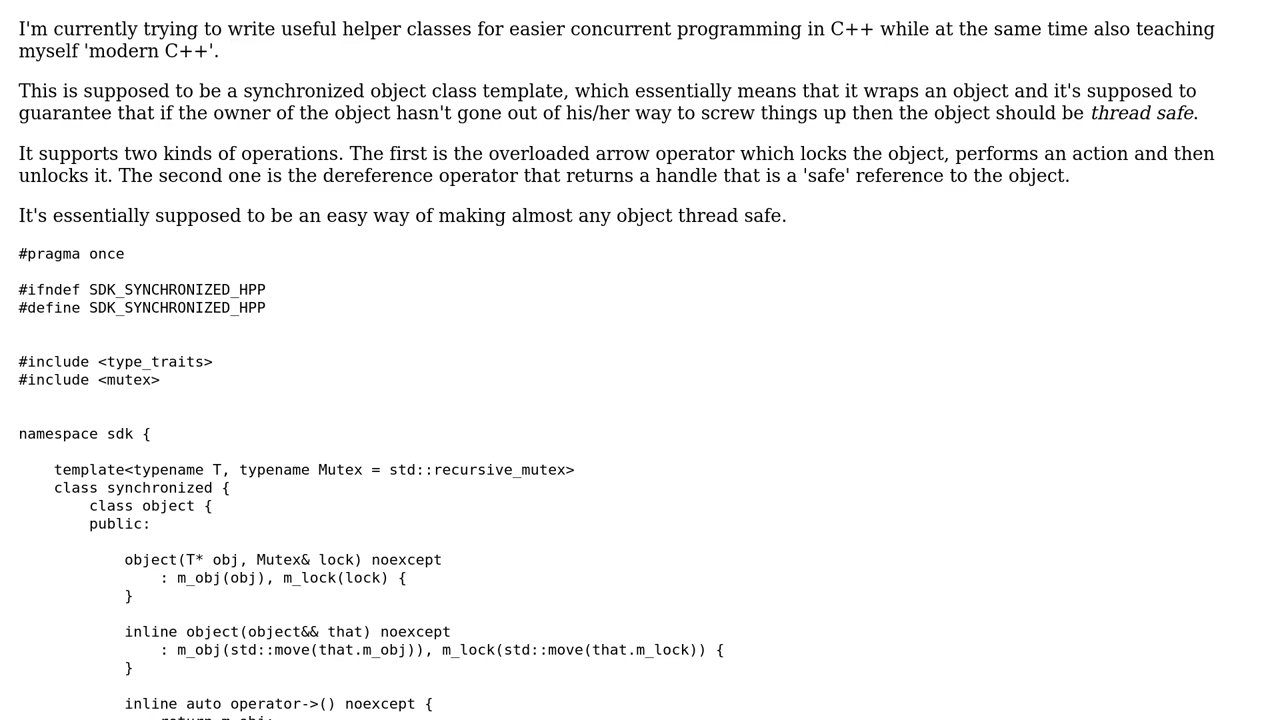 I'm currently trying to write useful helper classes for easier concurrent programming in C++ while at the same time also teaching
myself 'modern C++'.
This is supposed to be a synchronized object class template, which essentially means that it wraps an object and it's supposed to
guarantee that if the owner of the object hasn't gone out of his/her way to screw things up then the object should be thread safe.
It supports two kinds of operations. The first is the overloaded arrow operator which locks the object, performs an action and then
unlocks it. The second one is the dereference operator that returns a handle that is a 'safe' reference to the object.
It's essentially supposed to be an easy way of making almost any object thread safe.
#pragma once
#ifndef SDK_SYNCHRONIZED_HPP
#define SDK_SYNCHRONIZED_HPP
#include <type_traits>
#include <mutex>
namespace sdk {
    template<typename T, typename Mutex = std::recursive_mutex>
    class synchronized {
        class object {
        public:
            object(T* obj, Mutex& lock) noexcept
                : m_obj(obj), m_lock(lock) {
            }
            inline object(object&& that) noexcept
                : m_obj(std::move(that.m_obj)), m_lock(std::move(that.m_lock)) {
            }
            inline auto operator->() noexcept {
                return m_obj;